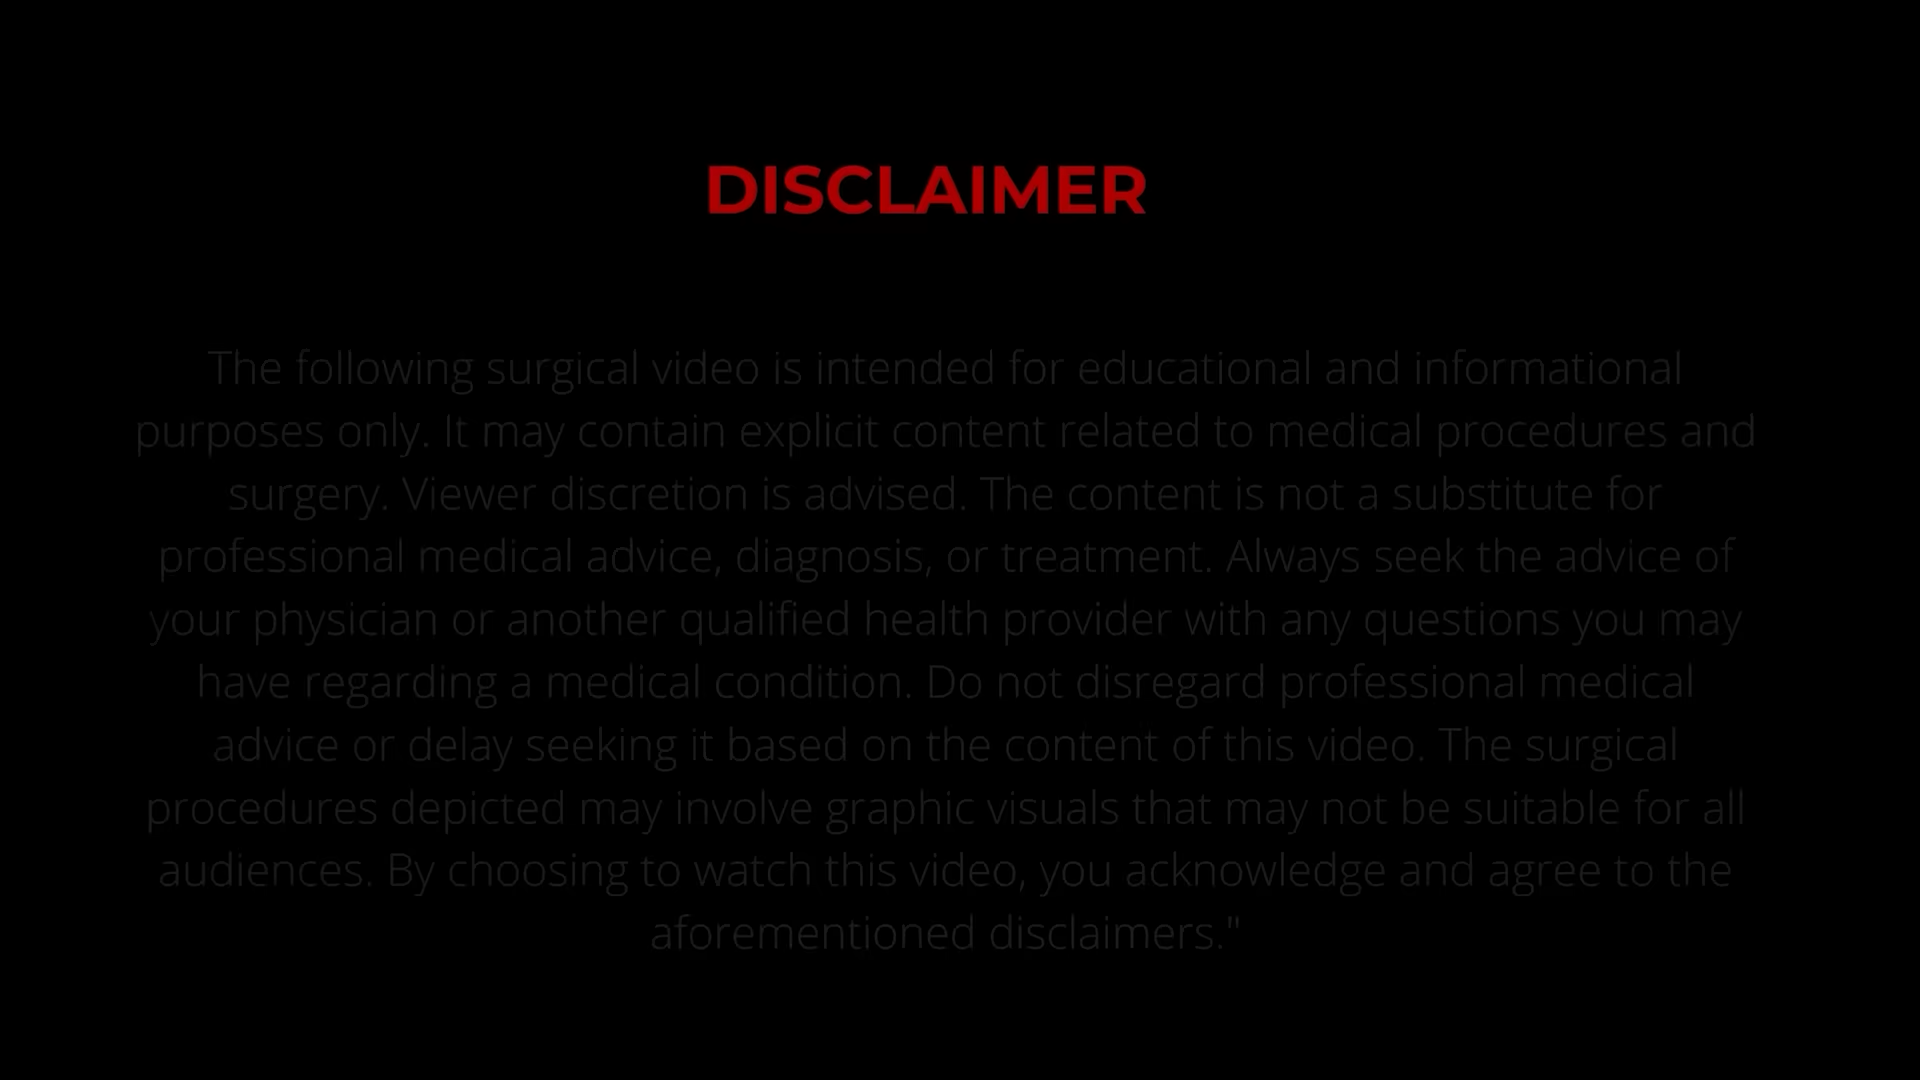 DISCLAIMER
The following surgical video is intended for educational and informational
purposes only. It may contain explicit content related to medical procedures and
surgery. Viewer discretion is advised. The content is not a substitute for
professional medical advice, diagnosis, or treatment. Always seek the advice of
your physician or another qualified health provider with any questions you may
have regarding a medical condition. Do not disregard professional medical
advice or delay seeking it based on the content of this video. The surgical
procedures depicted may involve graphic visuals that may not be suitable for all
audiences. By choosing to watch this video, you acknowledge and agree to the
aforementioned disclaimers."